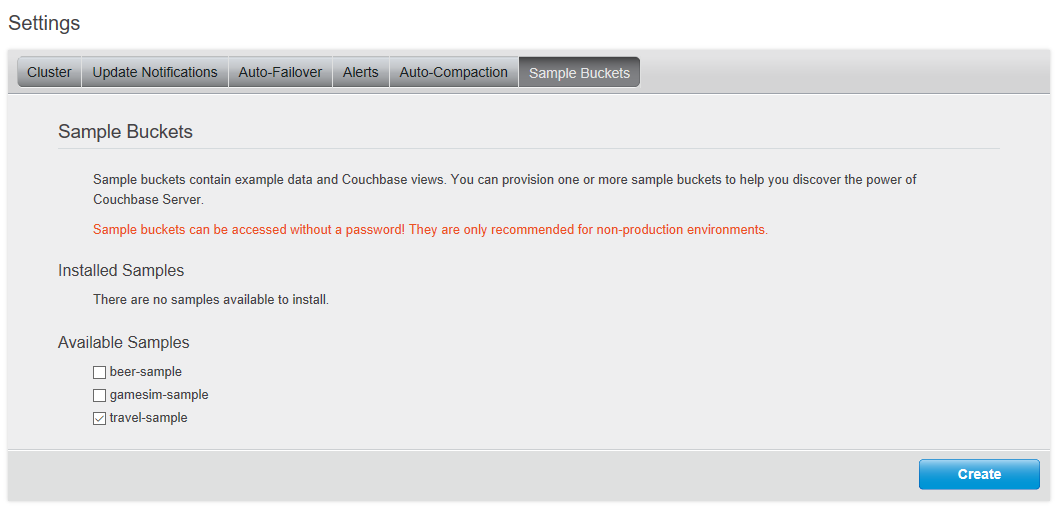 Settings
Cluster
Update Notifications
Auto-Failover
Alerts
Auto-Compaction
Sample Buckets
Sample Buckets
Sample buckets contain example data and Couchbase views. You can provision one or more sample buckets to help you discover the power of
Couchbase Server.
Sample buckets can be accessed without a password! They are only recommended for non-production environments.
Installed Samples
There are no samples available to install.
Available Samples
beer-sample
gamesim-sample
travel-sample
Create